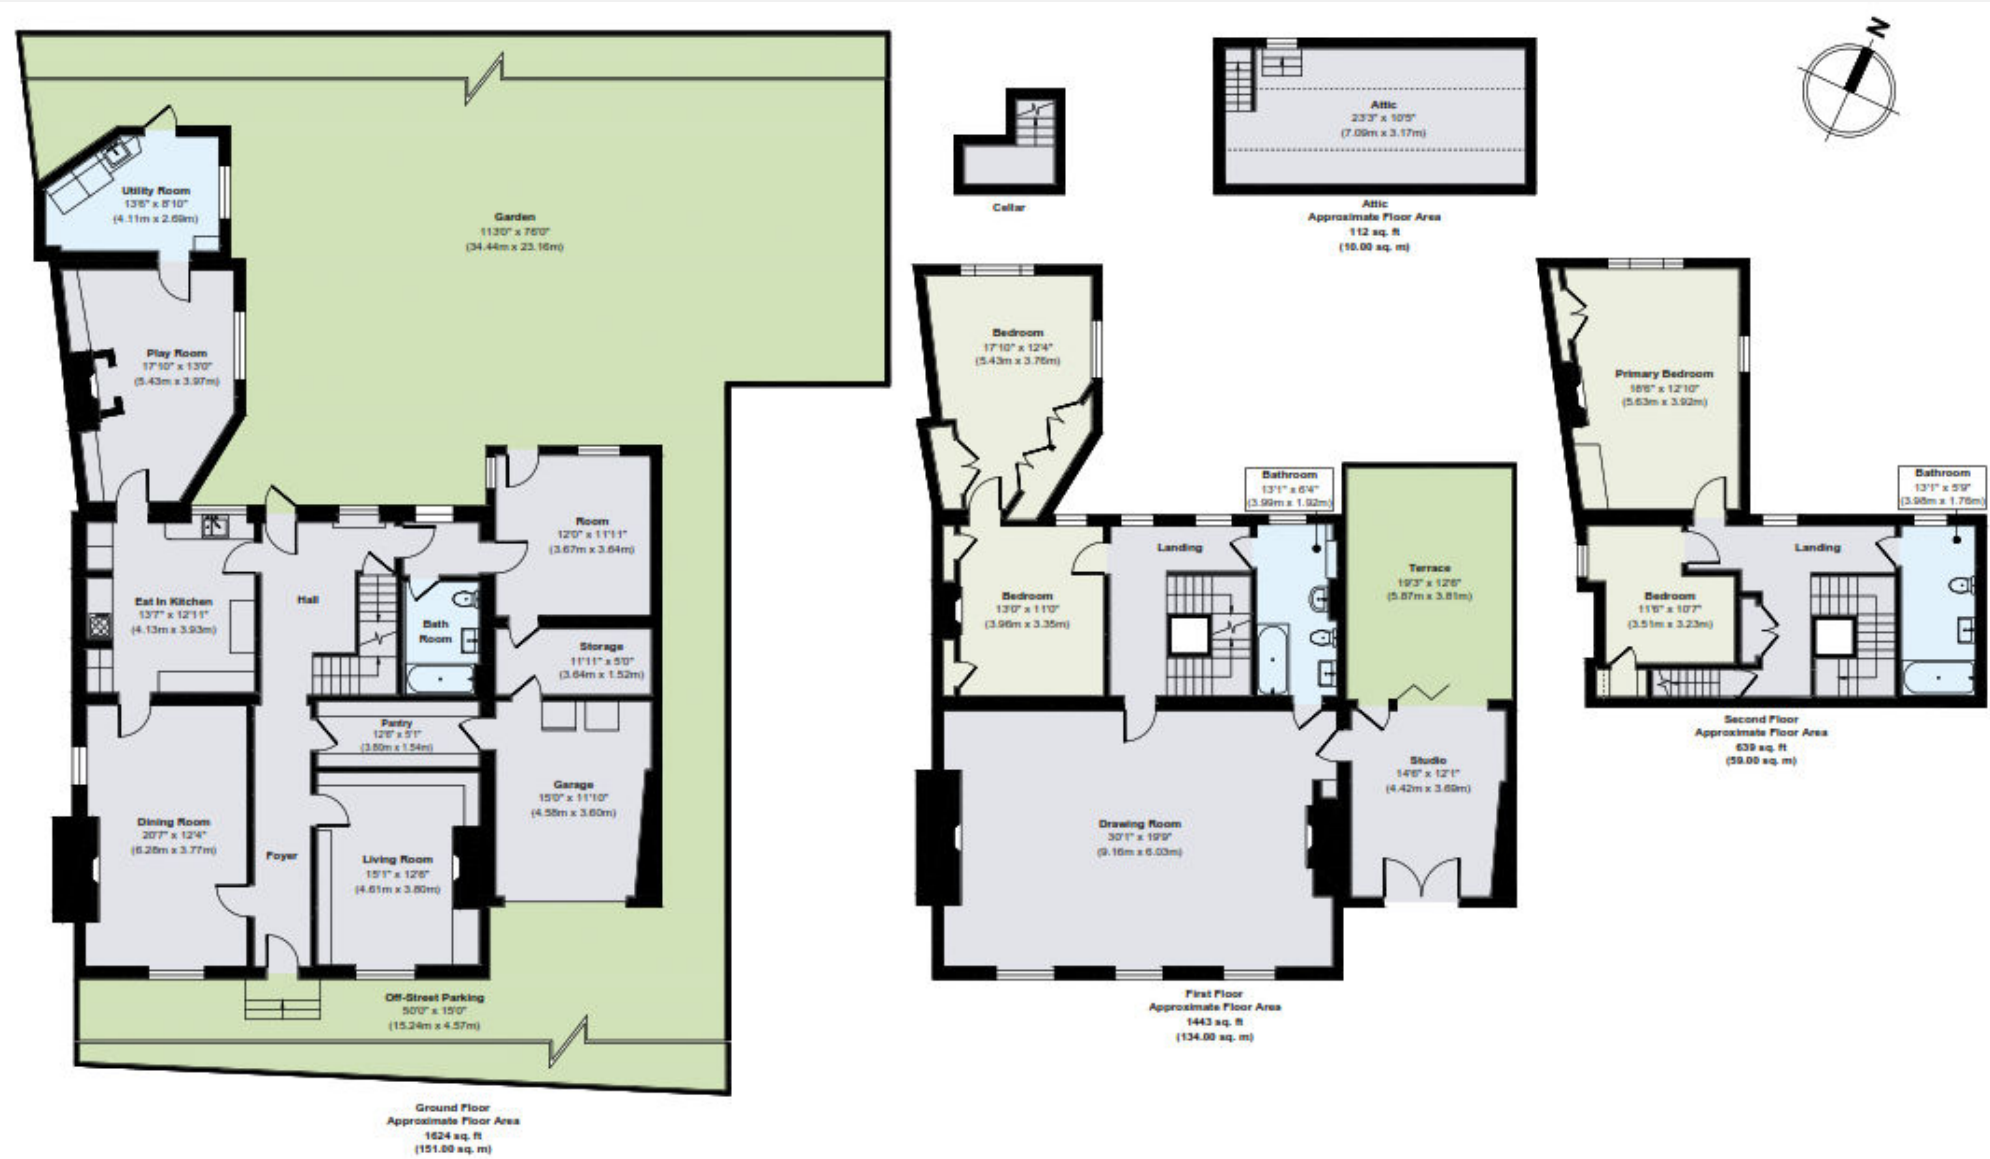 N
Attic
23'3" x 10'5"
(7.09m x 3.17m)
Attic
Approximate Floor Area
112 sq. ft
(10.00 sq. m)
Cellar
Utility Room
13'6" x 8'10"
(4.11m x 2.69m)
Garden
113'0" x 76'0"
(34.44m x 23.16m)
Play Room
17'10" x 13'0"
(5.43m x 3.97m)
Room
12'0" x 11'11"
(3.67m x 3.64m)
Eat In Kitchen
13'7" x 12'11"
(4.13m x 3.93m)
Hall
Bath
Room
Storage
11'11" x 5'0"
(3.64m x 1.52m)
Pantry
12'8" x 5'1"
(3.80m x 1.54m)
Garage
15'0" x 11'10"
(4.58m x 3.60m)
Dining Room
20'7" x 12'4"
(6.28m x 3.77m)
Foyer
Living Room
15'1" x 12'6"
(4.61m x 3.80m)
Off-Street Parking
50'0" x 15'0"
(15.24m x 4.57m)
Ground Floor
Approximate Floor Area
1624 sq. ft
(151.00 sq. m)
Bedroom
17'10" x 12'4"
(5.43m x 3.76m)
Bathroom
13'1" x 6'4"
(3.99m x 1.92m)
Landing
Bedroom
13'0" x 11'0"
(3.96m x 3.35m)
Terrace
19'3" x 12'6"
(5.87m x 3.81m)
Studio
14'6" x 12'1"
(4.42m x 3.69m)
Drawing Room
30'1" x 19'9"
(9.16m x 6.03m)
First Floor
Approximate Floor Area
1443 sq. ft
(134.00 sq. m)
Primary Bedroom
18'6" x 12'10"
(5.63m x 3.92m)
Bathroom
13'1" x 5'9"
(3.98m x 1.76m)
Landing
Bedroom
11'6" x 10'7"
(3.51m x 3.23m)
Second Floor
Approximate Floor Area
639 sq. ft
(59.00 sq. m)